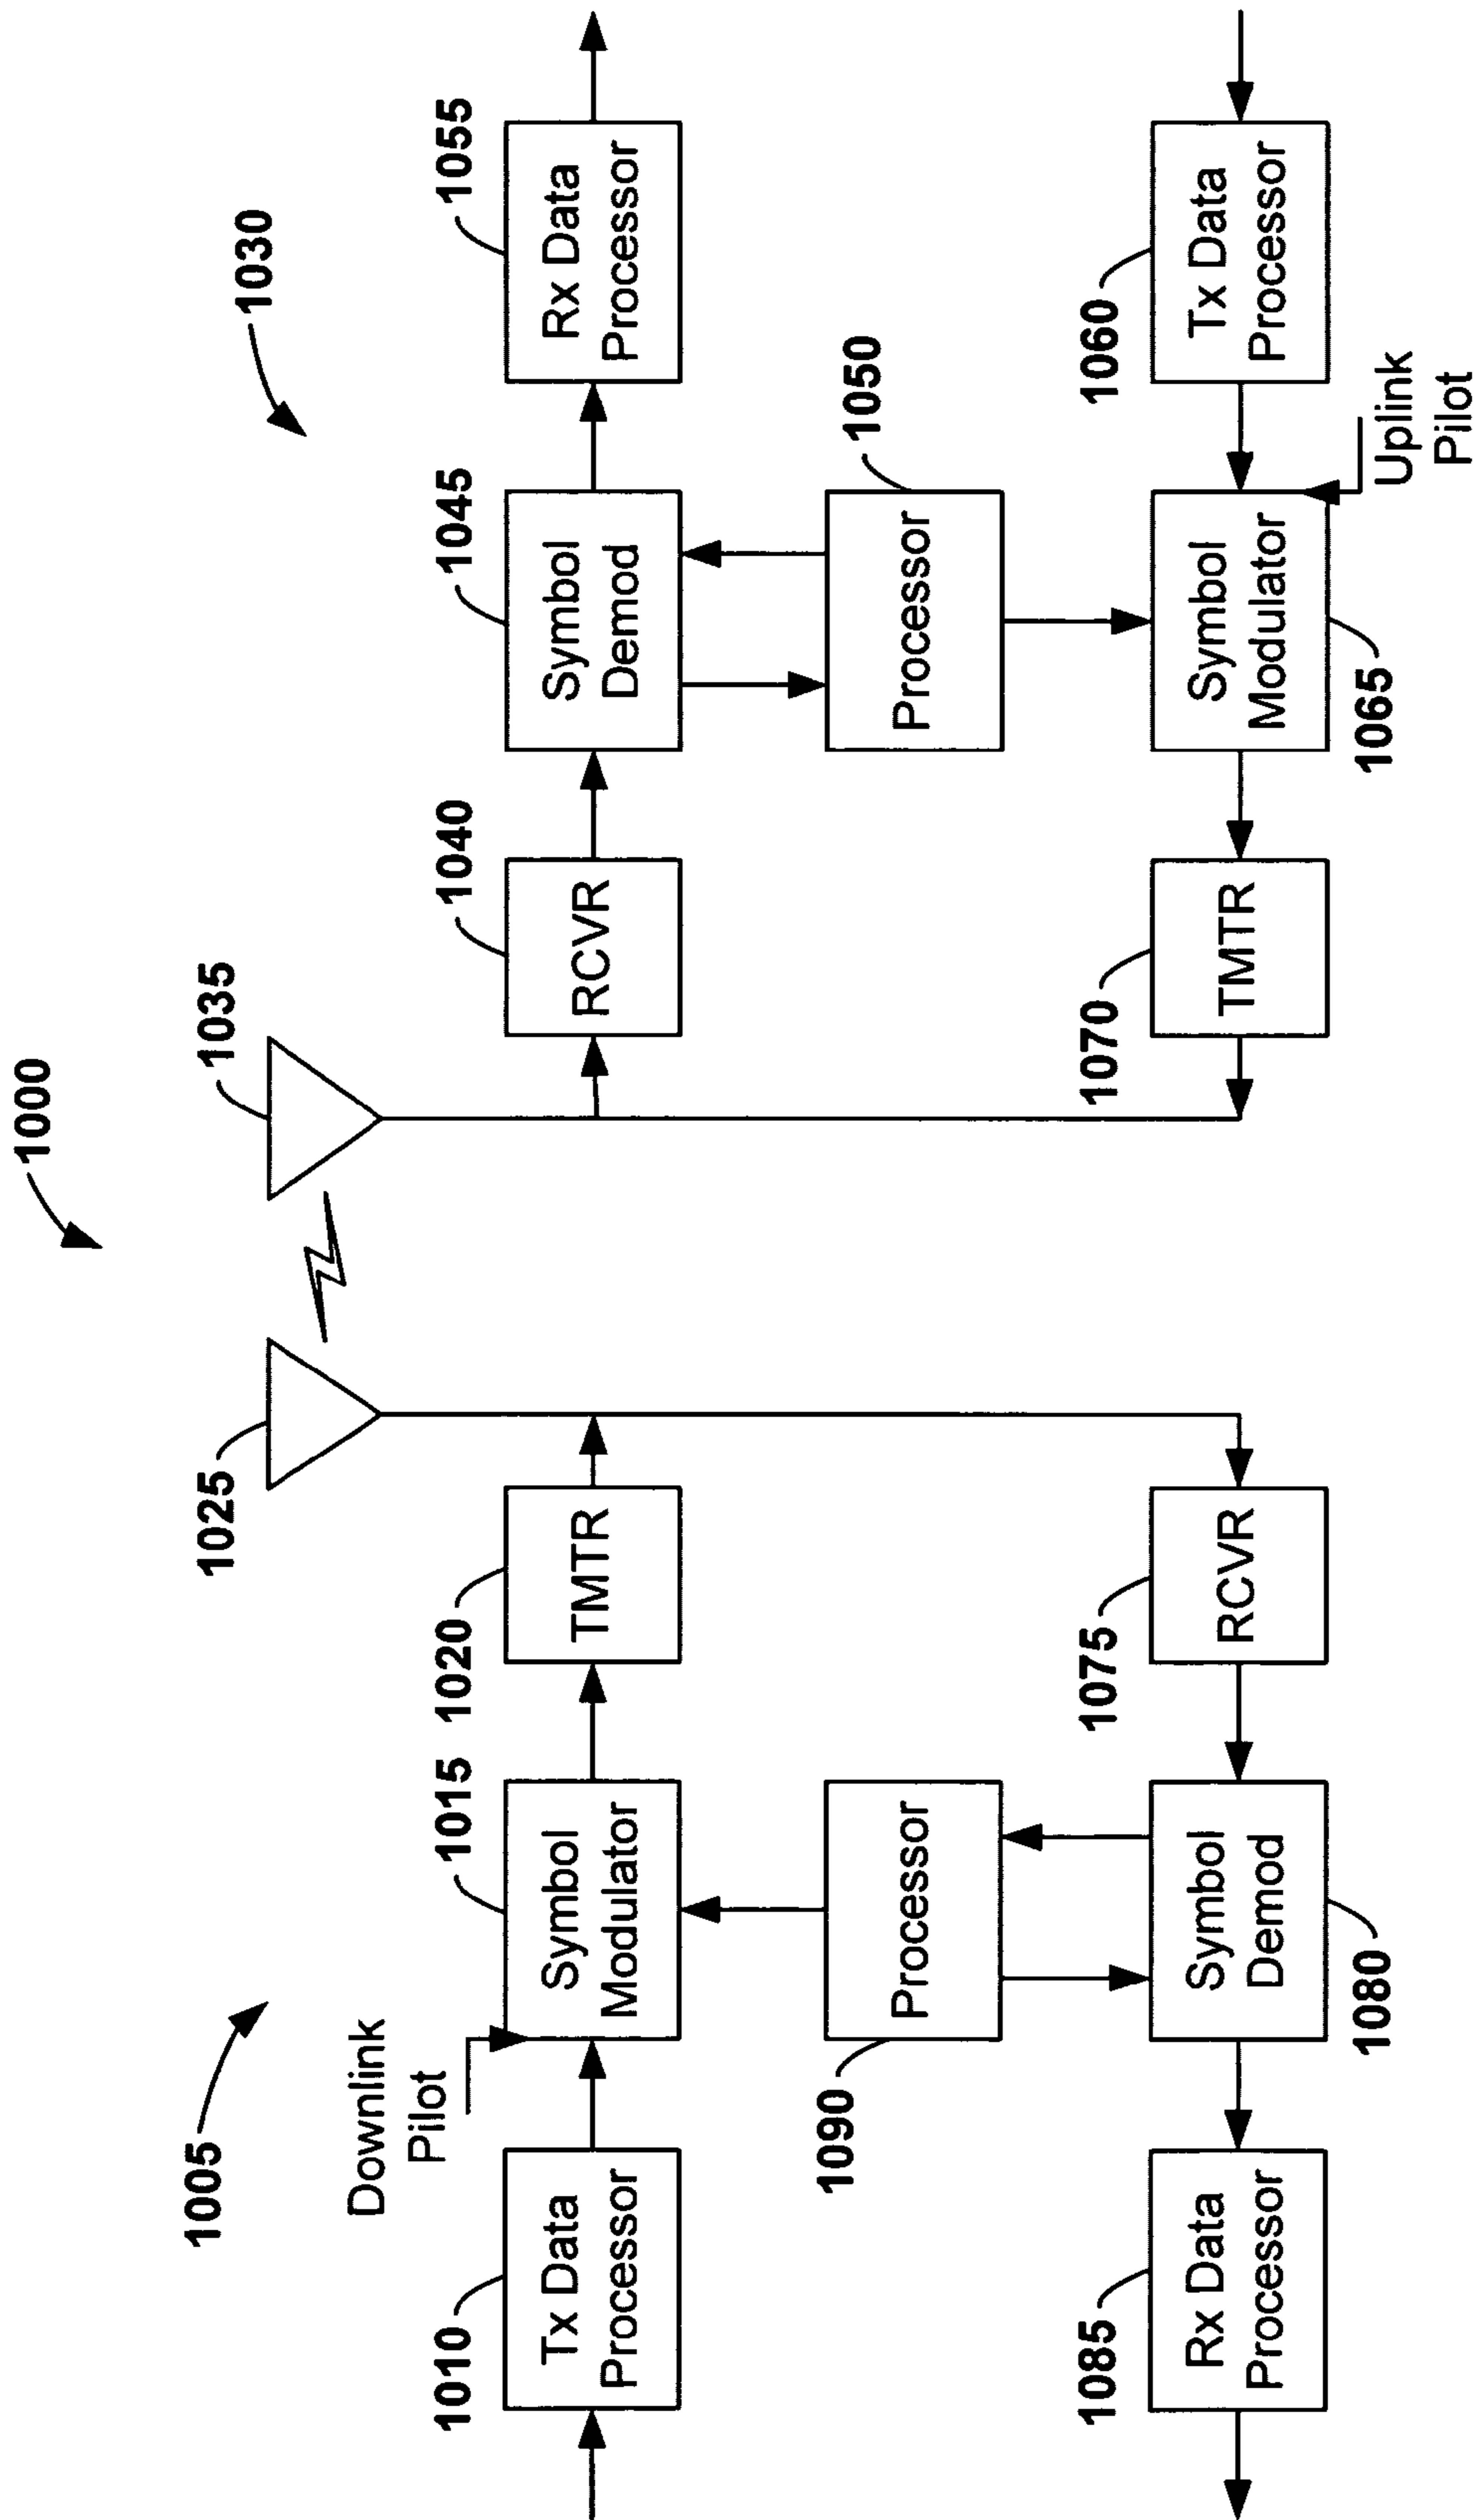 1000
1005
1025
1035
1030
Downlink
Pilot
1010
Tx Data
Processor
1015
Symbol
Modulator
1020
TMTR
1040
RCVR
1045
Symbol
Demod
1055
Rx Data
Processor
1090
Processor
1050
Processor
1085
Rx Data
Processor
1080
Symbol
Demod
1075
RCVR
1070
TMTR
1065
Symbol
Modulator
1060
Tx Data
Processor
Uplink
Pilot